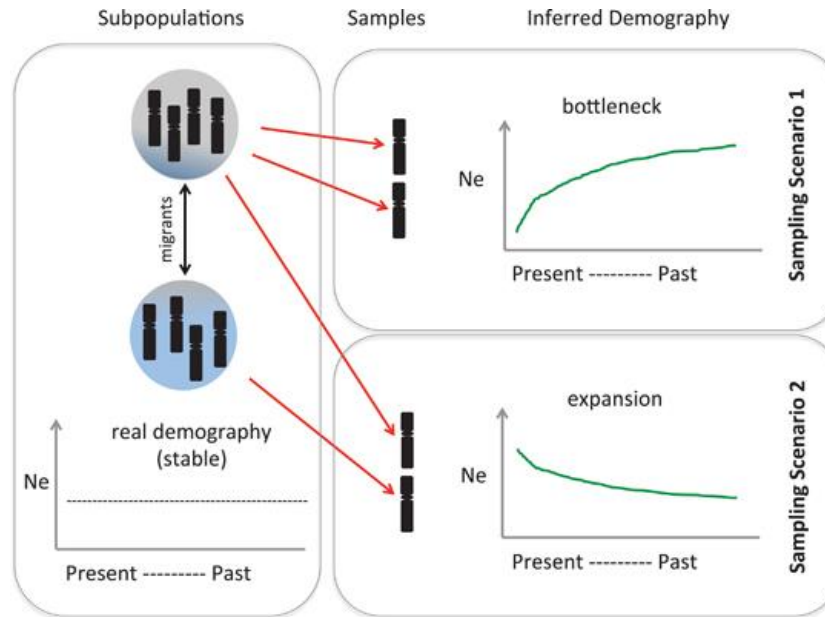 Subpopulations
Samples
Inferred Demography
migrants
real demography
(stable)
Ne
Present --------- Past
bottleneck
Ne
Present --------- Past
Sampling Scenario 1
expansion
Ne
Present --------- Past
Sampling Scenario 2